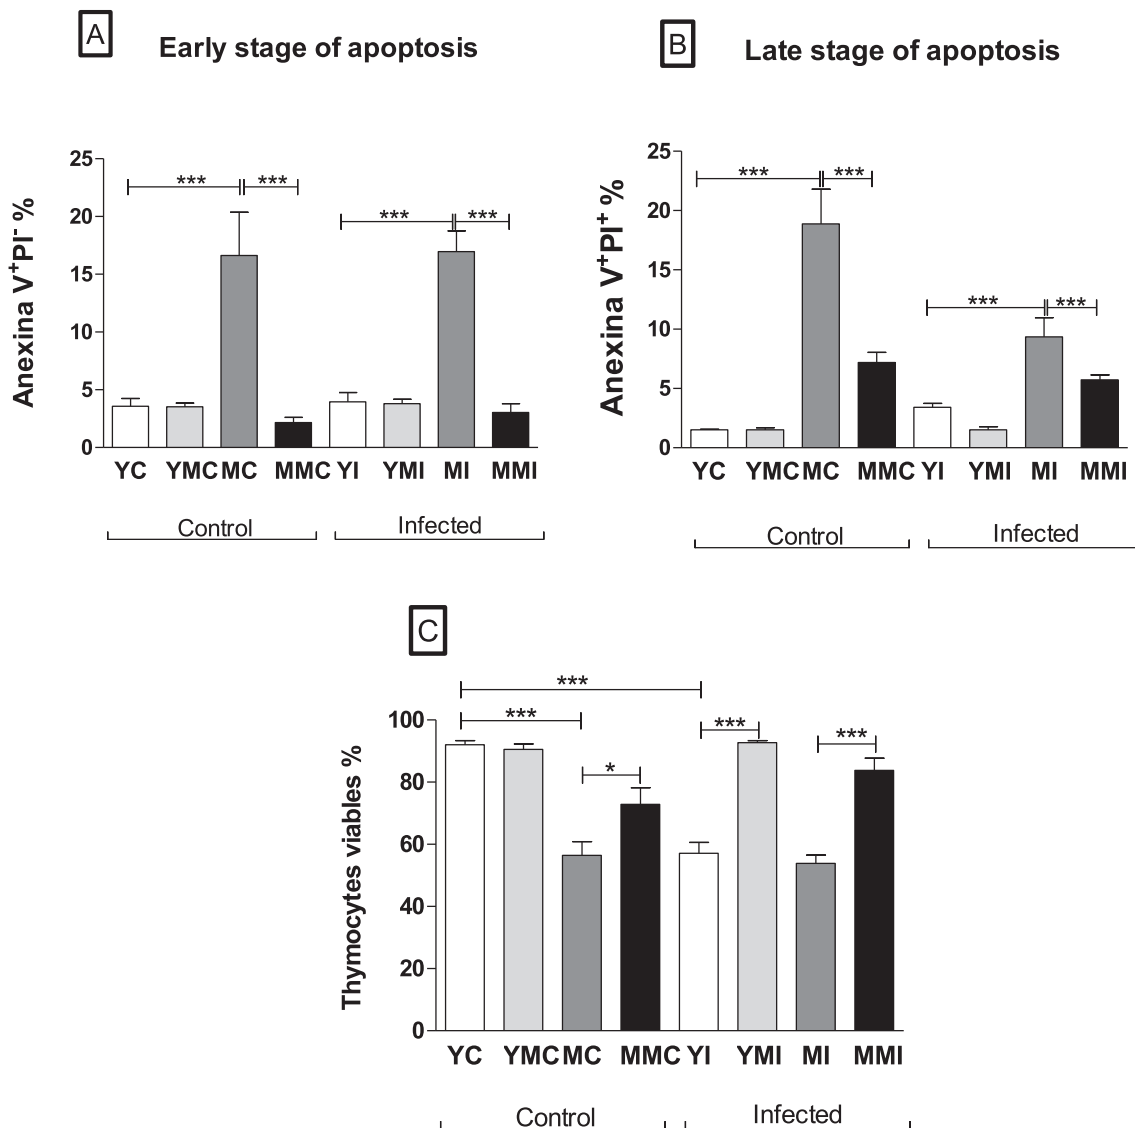 A
Early stage of apoptosis
Anexina V+PI- %
25
20
15
10
5
0
*** *** *** ***
YC YMC MC MMC YI YMI MI MMI
Control Infected
B
Late stage of apoptosis
Anexina V+PI+ %
25
20
15
10
5
0
*** *** *** ***
YC YMC MC MMC YI YMI MI MMI
Control Infected
C
Thymocytes viables %
100
80
60
40
20
0
***
*** * *** ***
YC YMC MC MMC YI YMI MI MMI
Control Infected